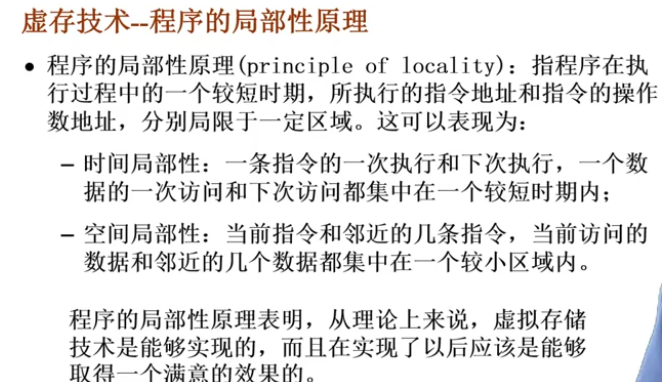 虚存技术--程序的局部性原理
• 程序的局部性原理(principle of locality)：指程序在执
行过程中的一个较短时期，所执行的指令地址和指令的操作
数地址，分别局限于一定区域。这可以表现为：
– 时间局部性：一条指令的一次执行和下次执行，一个数
据的一次访问和下次访问都集中在一个较短时期内；
– 空间局部性：当前指令和邻近的几条指令，当前访问的
数据和邻近的几个数据都集中在一个较小区域内。
程序的局部性原理表明，从理论上来说，虚拟存储
技术是能够实现的，而且在实现了以后应该是能够
取得一个满意的效果的。